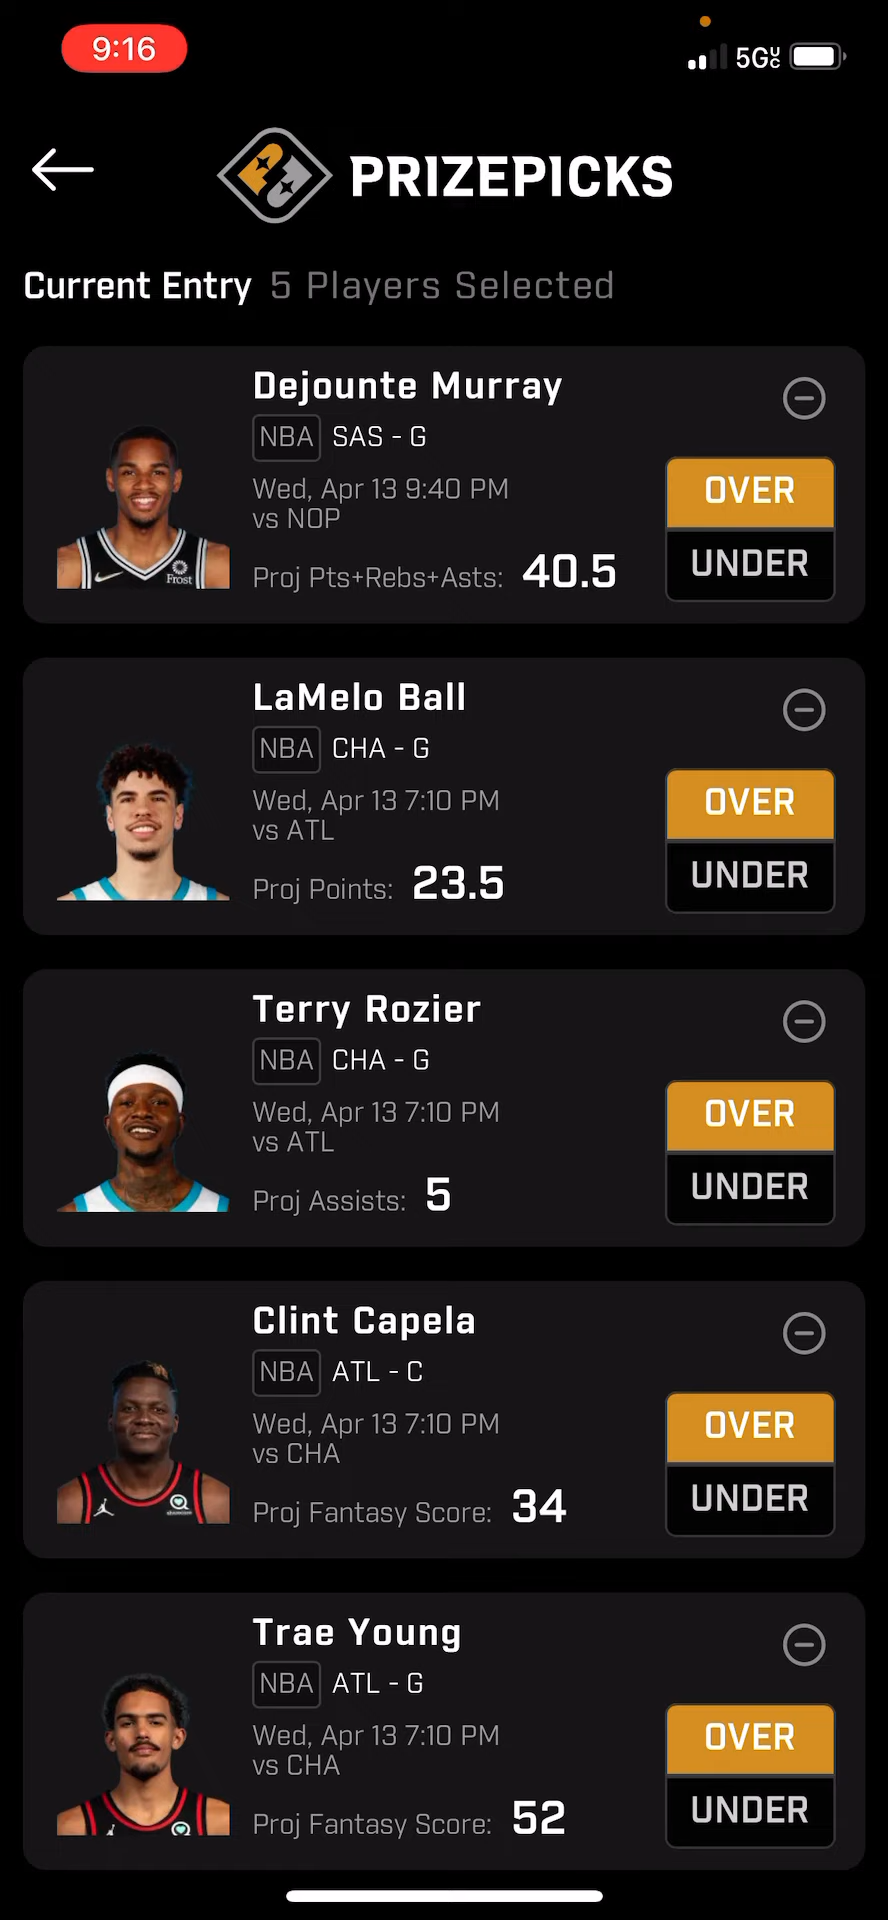 9:16
5GUC
PRIZEPICKS
Current Entry 5 Players Selected
Dejounte Murray
NBA SAS - G
Wed, Apr 13 9:40 PM
vs NOP
Proj Pts+Rebs+Asts: 40.5
OVER
UNDER
Frost
LaMelo Ball
NBA CHA - G
Wed, Apr 13 7:10 PM
vs ATL
Proj Points: 23.5
OVER
UNDER
Terry Rozier
NBA CHA - G
Wed, Apr 13 7:10 PM
vs ATL
Proj Assists: 5
OVER
UNDER
Clint Capela
NBA ATL - C
Wed, Apr 13 7:10 PM
vs CHA
Proj Fantasy Score: 34
OVER
UNDER
Trae Young
NBA ATL - G
Wed, Apr 13 7:10 PM
vs CHA
Proj Fantasy Score: 52
OVER
UNDER